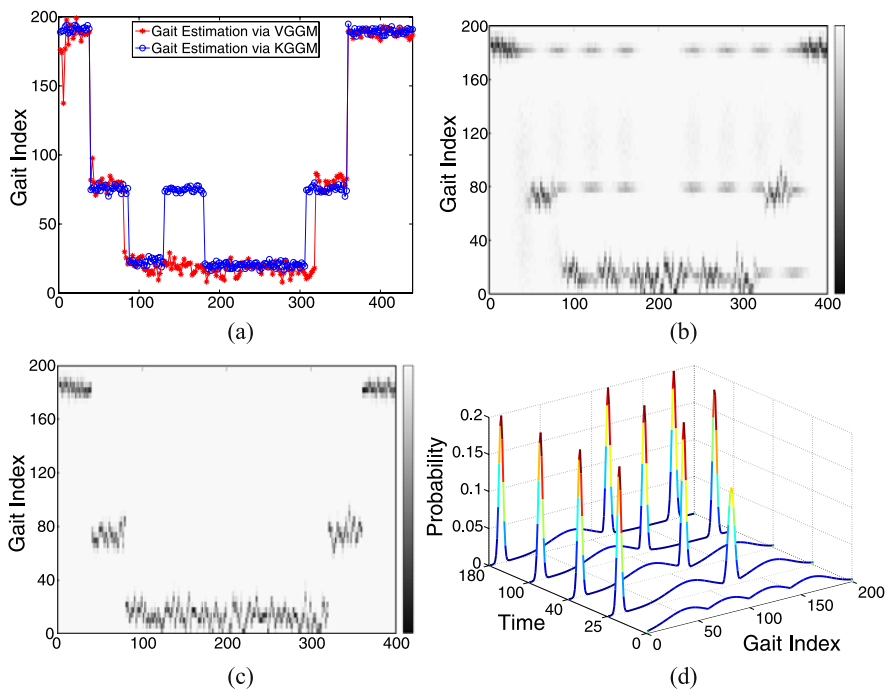 200
150
100
50
0
Gait Index
Gait Estimation via VGGM
Gait Estimation via KGGM
0 100 200 300 400
(a)
200
160
120
80
40
0
Gait Index
0 100 200 300 400
(b)
200
160
120
80
40
0
Gait Index
0 100 200 300 400
(c)
0.2
0.15
0.1
0.05
0
Probability
180
100
40
25
0
Time
0
50
100
150
200
Gait Index
(d)